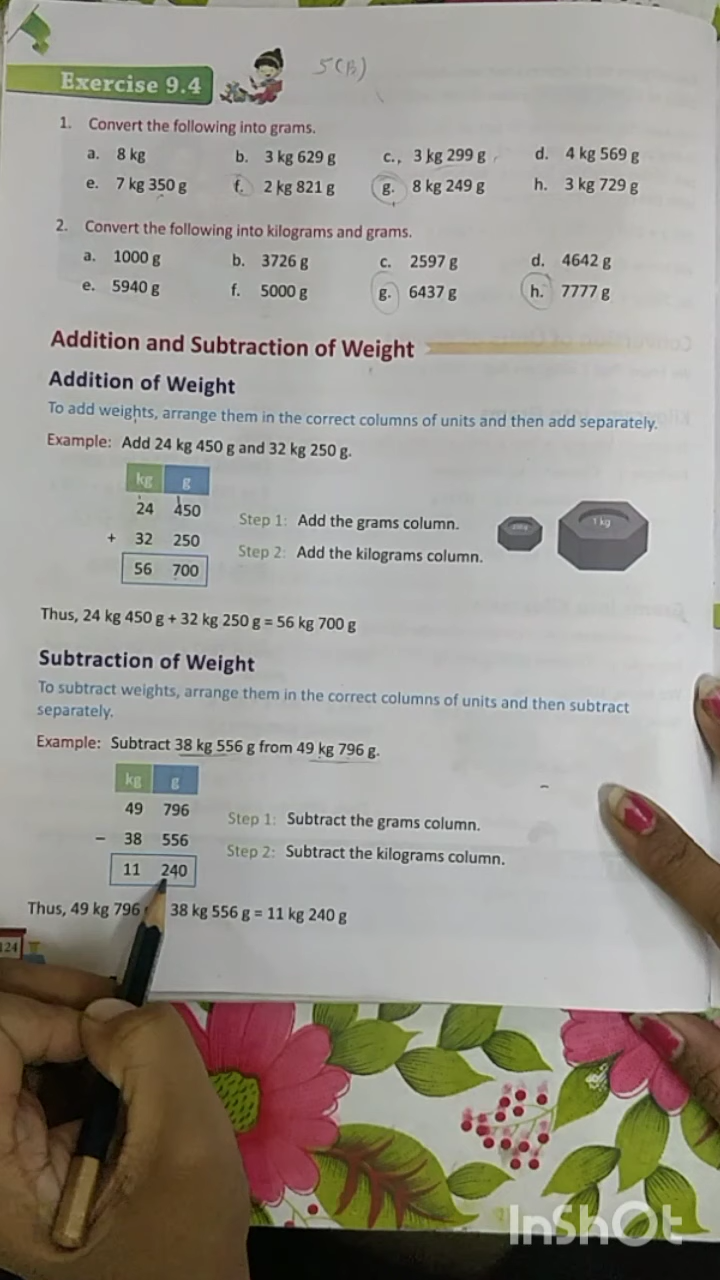 5(B)
Exercise 9.4
1. Convert the following into grams.
a. 8 kg b. 3 kg 629 g c., 3 kg 299 g d. 4 kg 569 g
e. 7 kg 350 g f. 2 kg 821 g g. 8 kg 249 g h. 3 kg 729 g
2. Convert the following into kilograms and grams.
a. 1000 g b. 3726 g c. 2597 g d. 4642 g
e. 5940 g f. 5000 g g. 6437 g h. 7777 g
Addition and Subtraction of Weight
Addition of Weight
To add weights, arrange them in the correct columns of units and then add separately.
Example: Add 24 kg 450 g and 32 kg 250 g.
kg g
24 450
+ 32 250
56 700
Step 1: Add the grams column.
Step 2: Add the kilograms column.
1 kg
Thus, 24 kg 450 g + 32 kg 250 g = 56 kg 700 g
Subtraction of Weight
To subtract weights, arrange them in the correct columns of units and then subtract
separately.
Example: Subtract 38 kg 556 g from 49 kg 796 g.
kg g
49 796
− 38 556
11 240
Step 1: Subtract the grams column.
Step 2: Subtract the kilograms column.
Thus, 49 kg 796 38 kg 556 g = 11 kg 240 g
124
InShOt